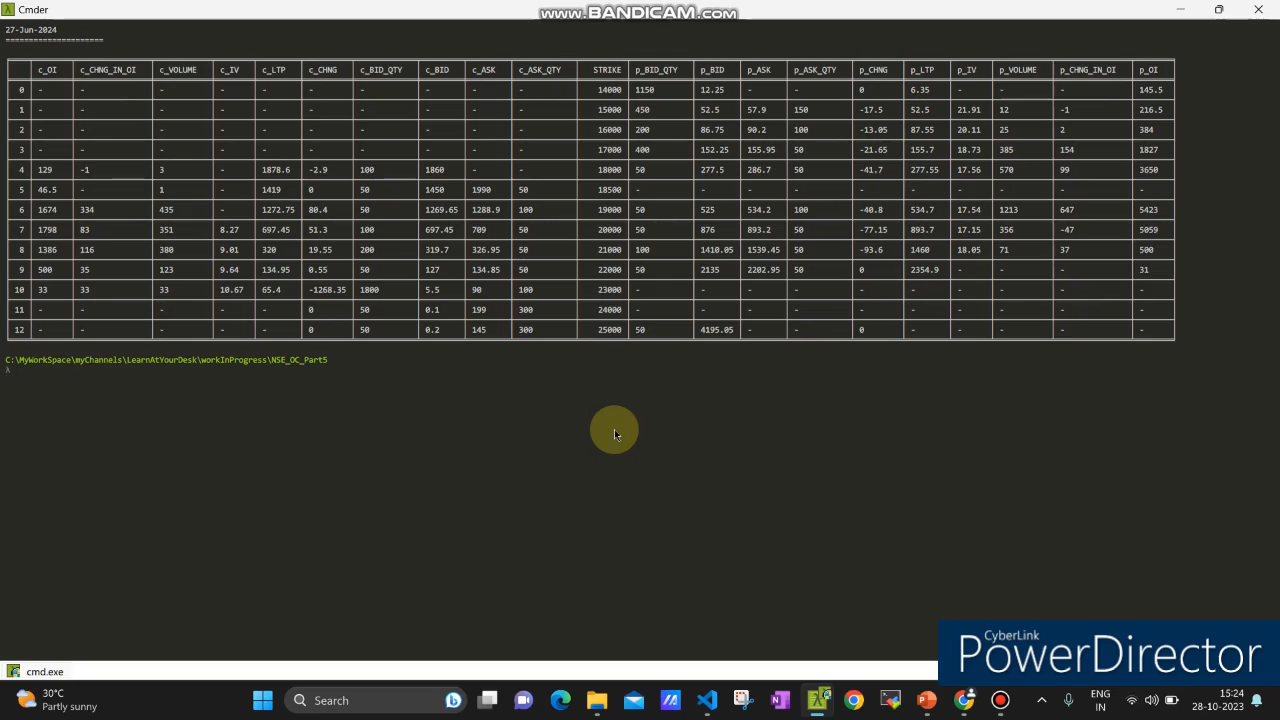 Cmder
www.BANDICAM.com
27-Jun-2024
=====================
c_OI c_CHNG_IN_OI c_VOLUME c_IV c_LTP c_CHNG c_BID_QTY c_BID c_ASK c_ASK_QTY STRIKE p_BID_QTY p_BID p_ASK p_ASK_QTY p_CHNG p_LTP p_IV p_VOLUME p_CHNG_IN_OI p_OI
0 - - - - - - - - - - 14000 1150 12.25 - - 0 6.35 - - - 145.5
1 - - - - - - - - - - 15000 450 52.5 57.9 150 -17.5 52.5 21.91 12 -1 216.5
2 - - - - - - - - - - 16000 200 86.75 90.2 100 -13.05 87.55 20.11 25 2 384
3 - - - - - - - - - - 17000 400 152.25 155.95 50 -21.65 155.7 18.73 385 154 1827
4 129 -1 3 - 1878.6 -2.9 100 1860 - - 18000 50 277.5 286.7 50 -41.7 277.55 17.56 570 99 3650
5 46.5 - 1 - 1419 0 50 1450 1990 50 18500 - - - - - - - - - -
6 1674 334 435 - 1272.75 80.4 50 1269.65 1288.9 100 19000 50 525 534.2 100 -40.8 534.7 17.54 1213 647 5423
7 1798 83 351 8.27 697.45 51.3 100 697.45 709 50 20000 50 876 893.2 50 -77.15 893.7 17.15 356 -47 5059
8 1386 116 380 9.01 320 19.55 200 319.7 326.95 50 21000 100 1410.05 1539.45 50 -93.6 1460 18.05 71 37 500
9 500 35 123 9.64 134.95 0.55 50 127 134.85 50 22000 50 2135 2202.95 50 0 2354.9 - - - 31
10 33 33 33 10.67 65.4 -1268.35 1800 5.5 90 100 23000 - - - - - - - - - -
11 - - - - - 0 50 0.1 199 300 24000 - - - - - - - - - -
12 - - - - - 0 50 0.2 145 300 25000 50 4195.05 - - 0 - - - - -
C:\MyWorkSpace\myChannels\LearnAtYourDesk\workInProgress\NSE_OC_Part5
λ
CyberLink
PowerDirector
cmd.exe
30°C
Partly sunny
Search
ENG
IN
15:24
28-10-2023